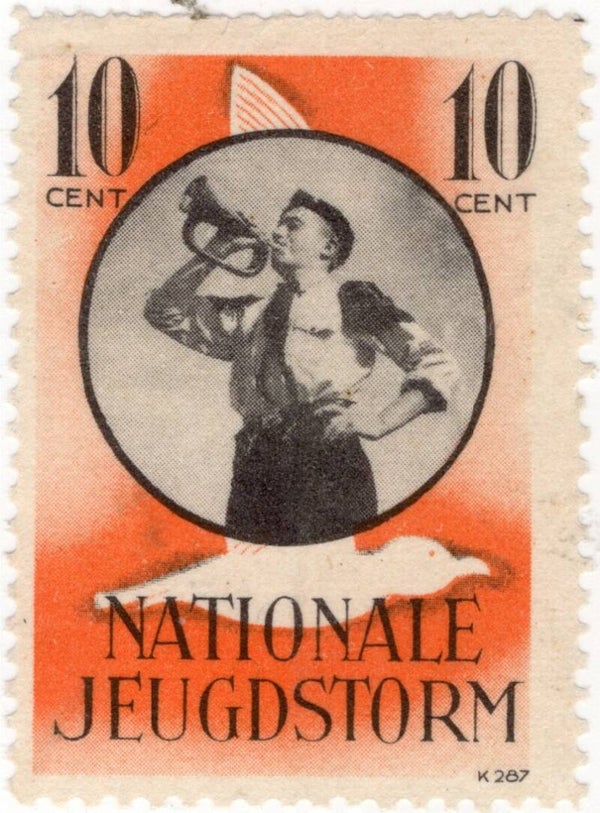 10 10
CENT CENT
NATIONALE
JEUGDSTORM
K 287